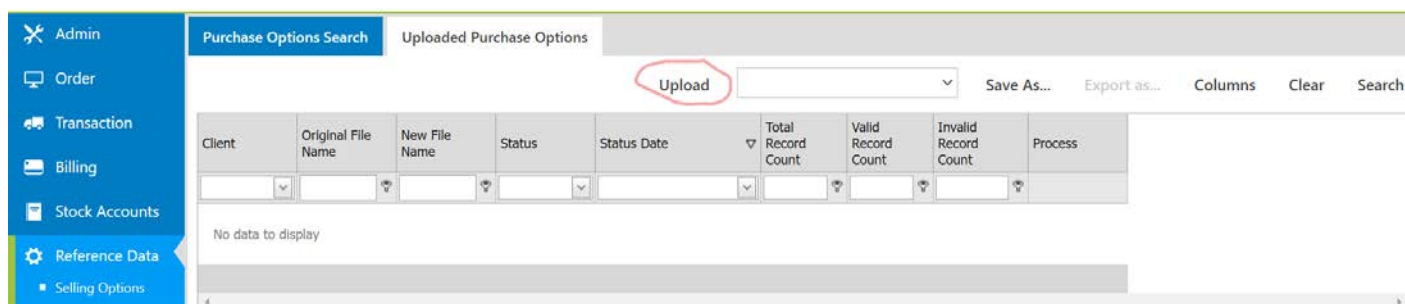 Admin
Order
Transaction
Billing
Stock Accounts
Reference Data
Selling Options
Purchase Options Search Uploaded Purchase Options
Upload Save As... Export as... Columns Clear Search
Client
Original File
Name
New File
Name
Status
Status Date
Total
Record
Count
Valid
Record
Count
Invalid
Record
Count
Process
No data to display